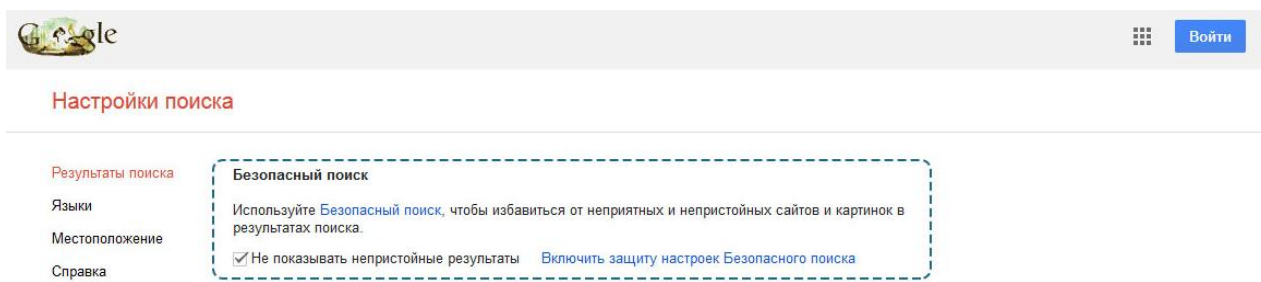 Google
Войти
Настройки поиска
Результаты поиска
Языки
Местоположение
Справка
Безопасный поиск
Используйте Безопасный поиск, чтобы избавиться от неприятных и непристойных сайтов и картинок в
результатах поиска.
Не показывать непристойные результаты Включить защиту настроек Безопасного поиска